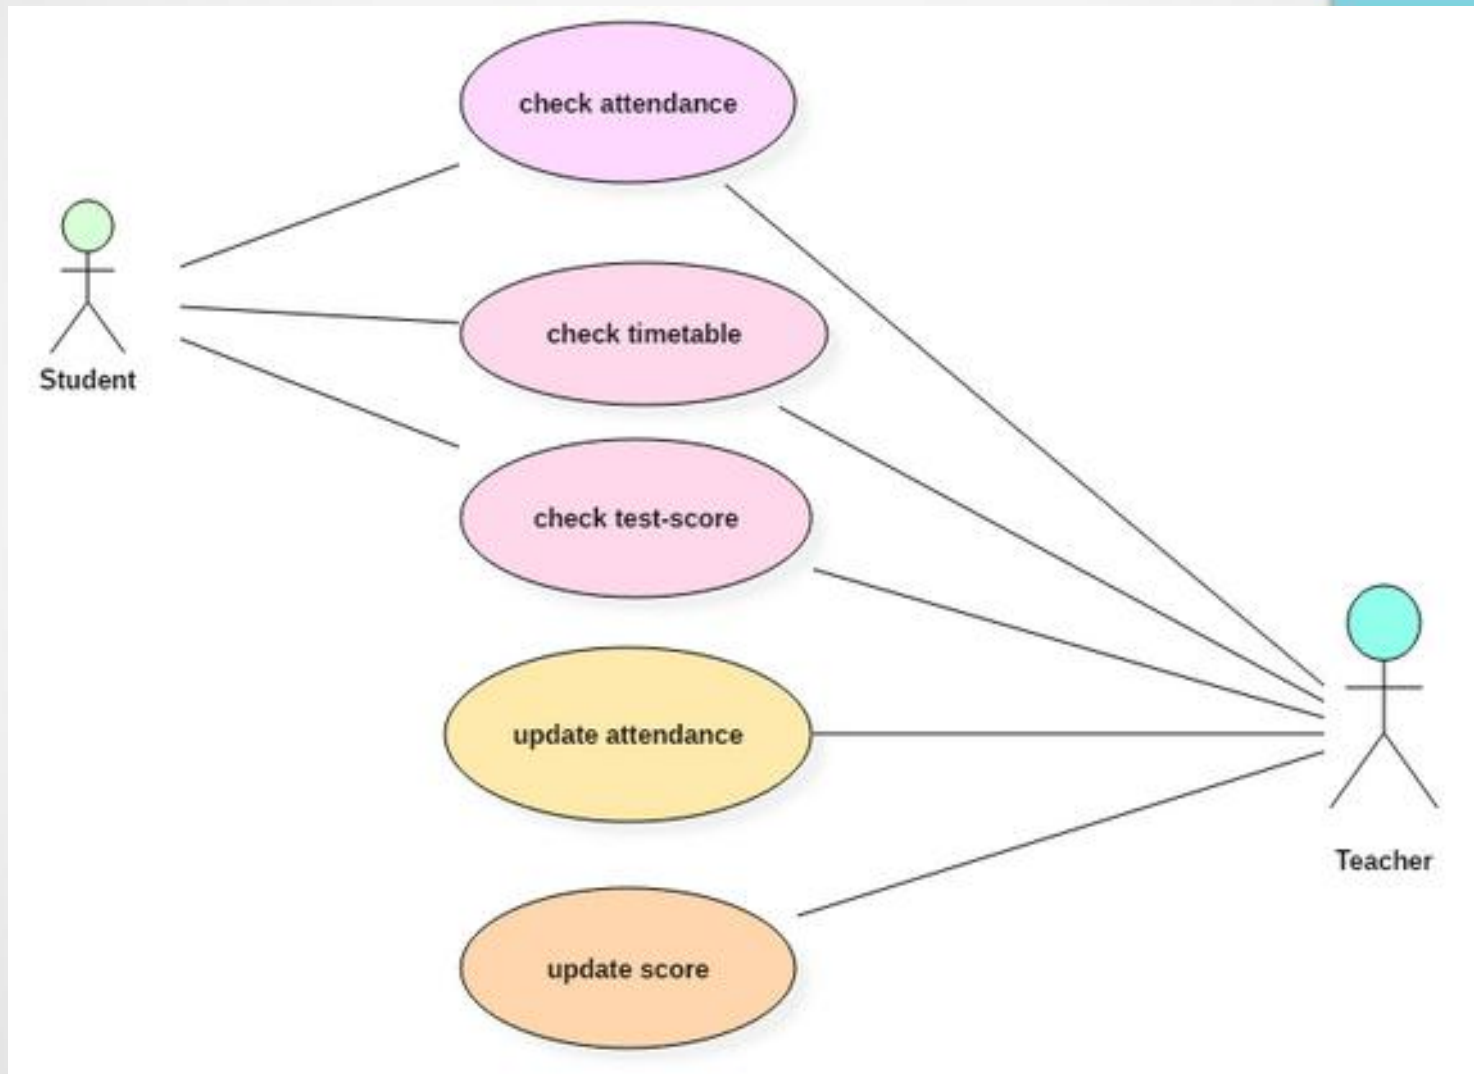 check attendance
check timetable
Student
check test-score
update attendance
Teacher
update score